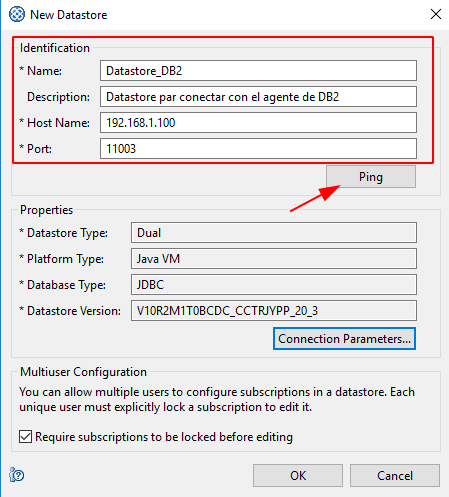 New Datastore
Identification
* Name: Datastore_DB2
Description: Datastore par conectar con el agente de DB2
* Host Name: 192.168.1.100
* Port: 11003
Ping
Properties
* Datastore Type: Dual
* Platform Type: Java VM
* Database Type: JDBC
* Datastore Version: V10R2M1T0BCDC_CCTRJYPP_20_3
Connection Parameters...
Multiuser Configuration
You can allow multiple users to configure subscriptions in a datastore. Each
unique user must explicitly lock a subscription to edit it.
Require subscriptions to be locked before editing
OK Cancel